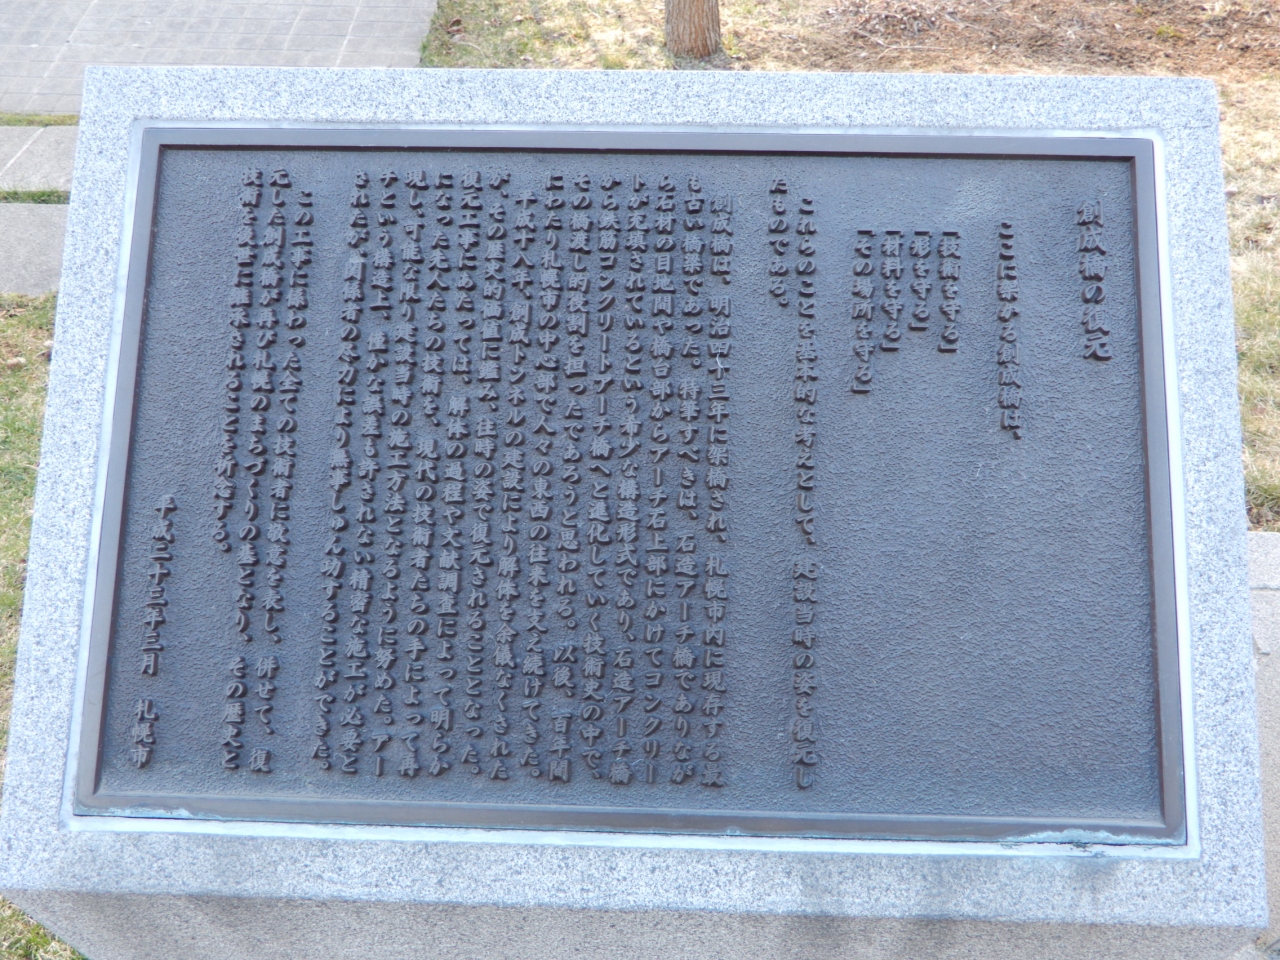 創成橋の復元
ここに架かる創成橋は、
「技術を守る」
「形を守る」
「材料を守る」
「その場所を守る」
これらのことを基本的な考えとして、建設当時の姿を復元し
たものである。
創成橋は、明治四十三年に架橋され、札幌市内に現存する最
も古い橋梁であった。特筆すべきは、石造アーチ橋でありなが
ら石材の目地間や橋台部からアーチ石上部にかけてコンクリー
トが充填されているという希少な構造形式であり、石造アーチ橋
から鉄筋コンクリートアーチ橋へと進化していく技術史の中で、
その橋渡し的役割を担ったであろうと思われる。以後、百年間
にわたり札幌市の中心部で人々の東西の往来を支え続けてきた。
平成十八年、創成トンネルの建設により解体を余儀なくされた
が、その歴史的価値に鑑み、往時の姿で復元されることとなった。
復元工事にあたっては、解体の過程や文献調査によって明らか
になった先人たちの技術を、現代の技術者たちの手によって再
現し、可能な限り建設当時の施工方法となるように努めた。アー
チという構造上、僅かな誤差も許されない精密な施工が必要と
されたが、関係者の尽力により無事しゅん功することができた。
この工事に携わった全ての技術者に敬意を表し、併せて、復
元した創成橋が再び札幌のまちづくりの基となり、その歴史と
技術を後世に継承されることを祈念する。
平成二十三年三月　札幌市